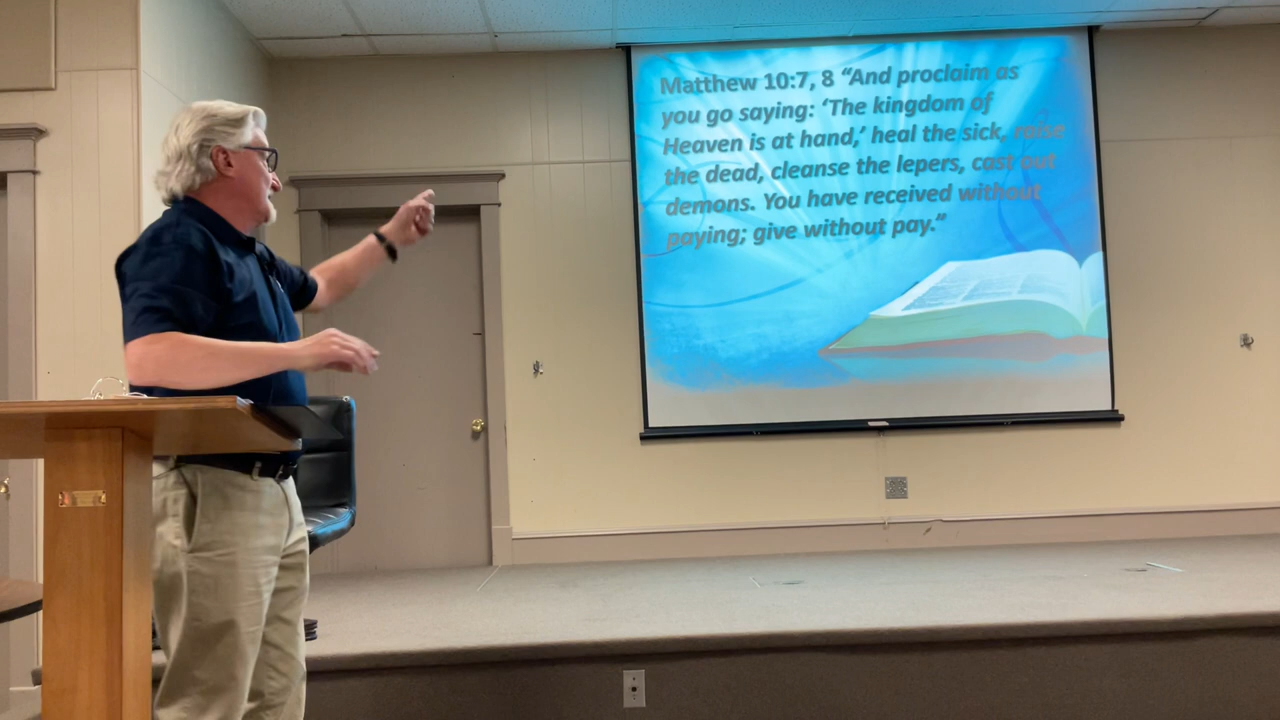 Matthew 10:7, 8 “And proclaim as
you go saying: ‘The kingdom of
Heaven is at hand,’ heal the sick, raise
the dead, cleanse the lepers, cast out
demons. You have received without
paying; give without pay.”